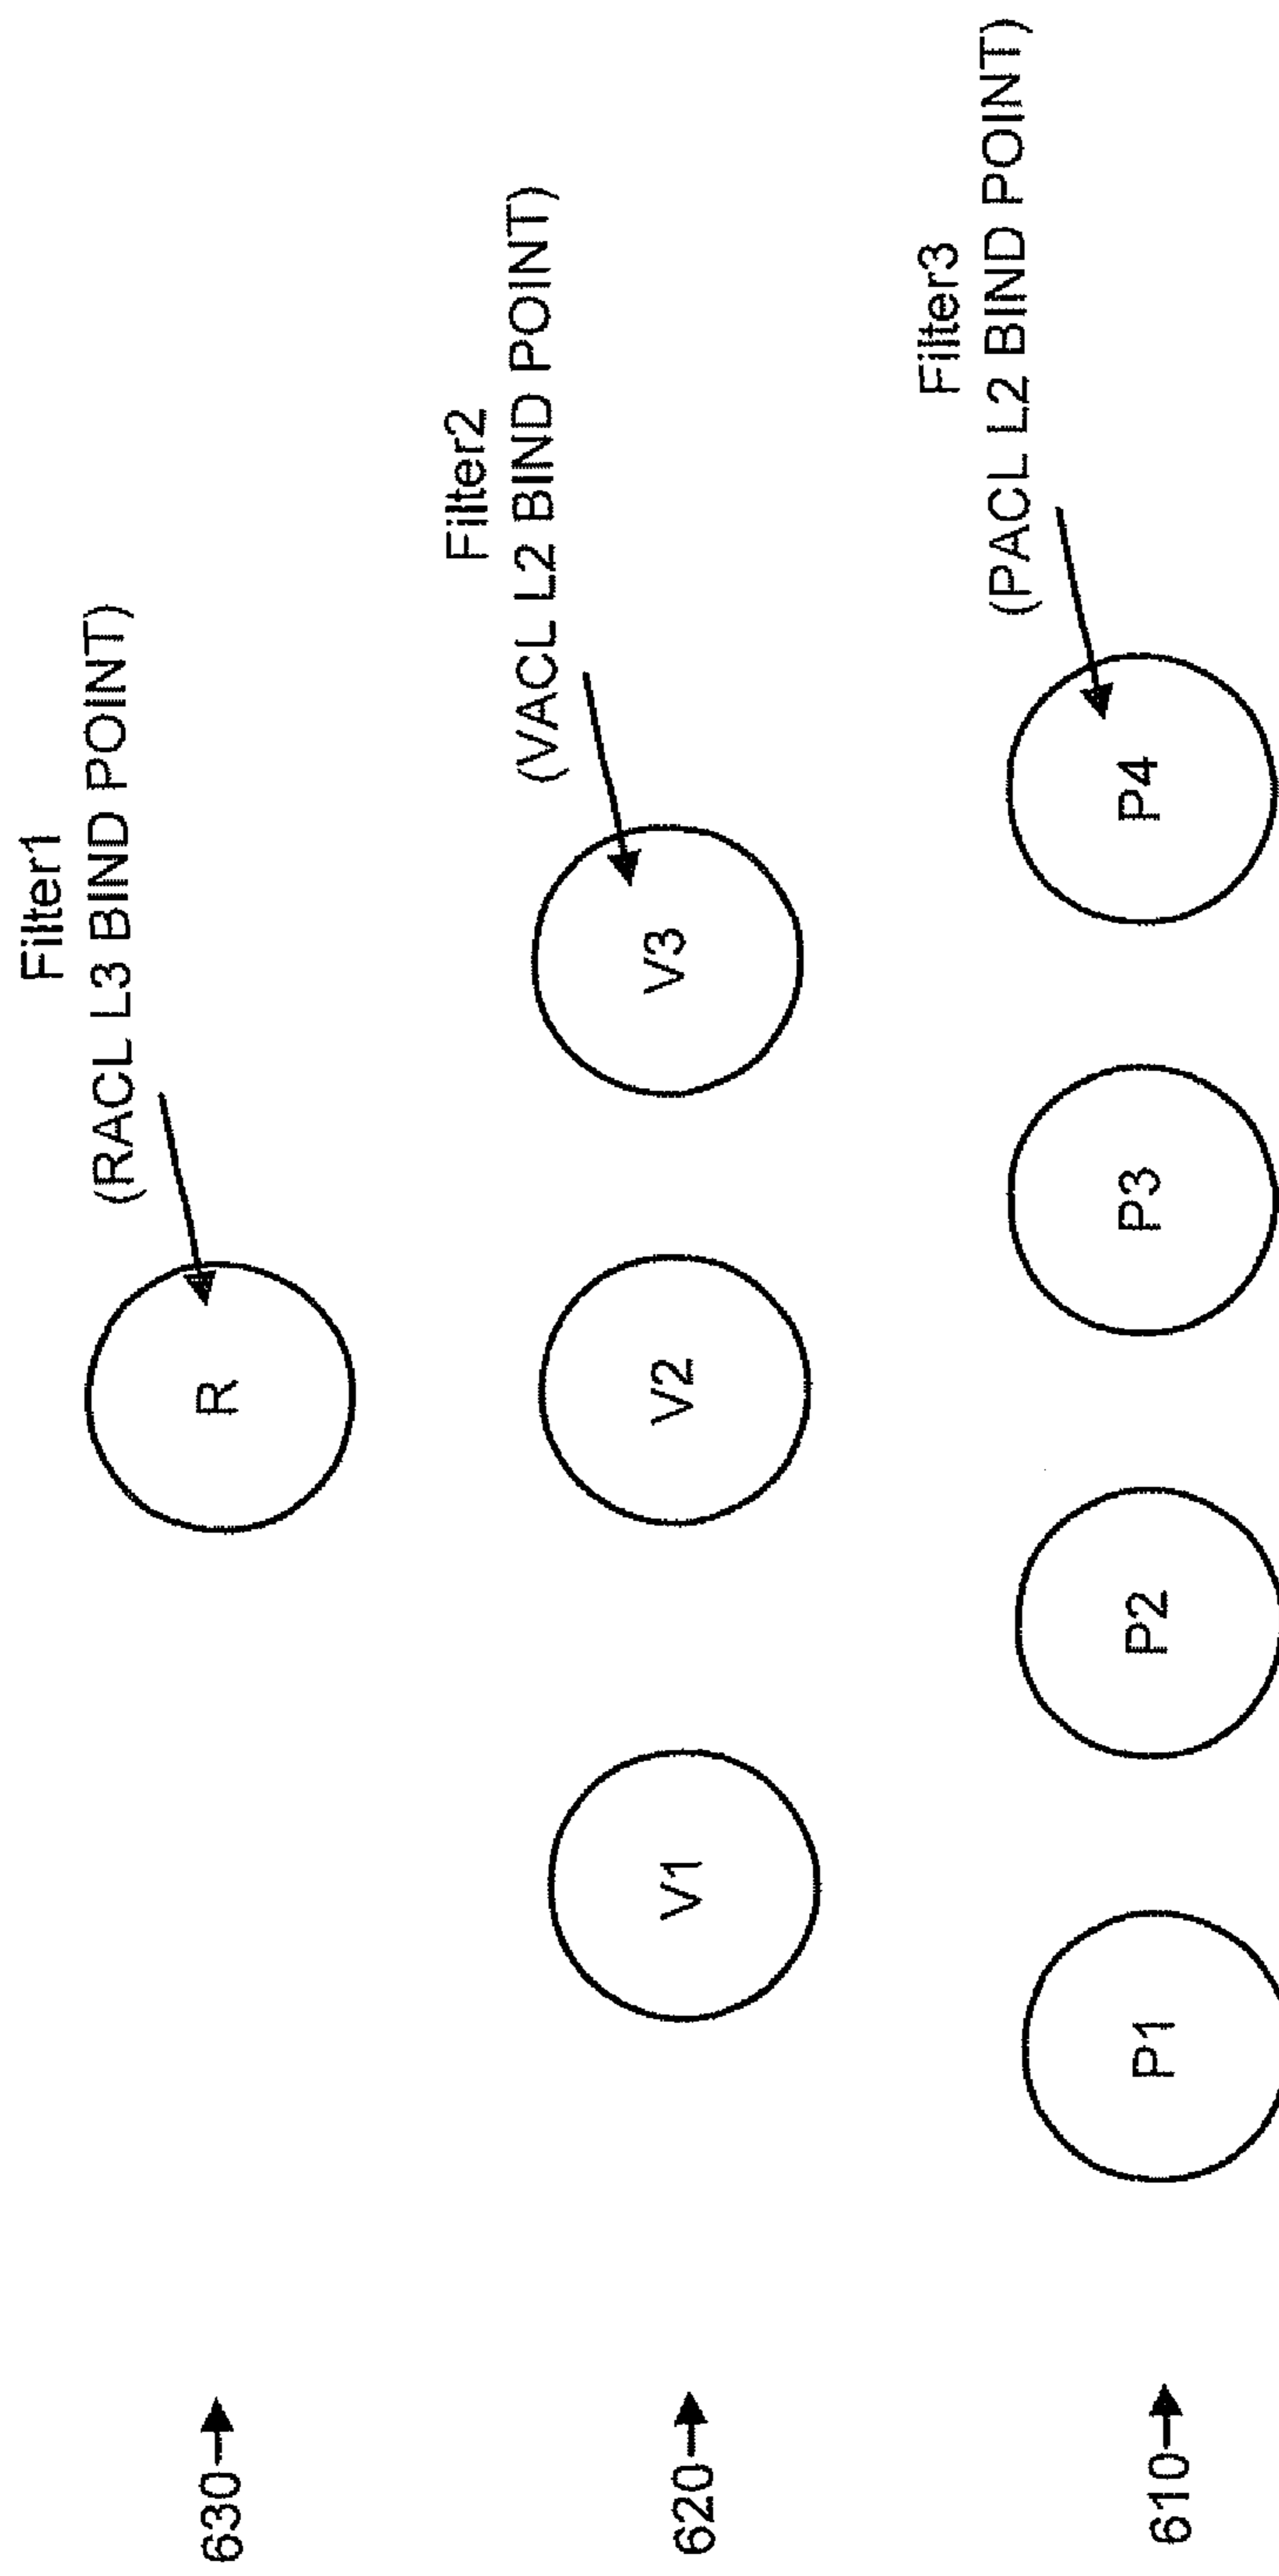 Filter1
(RACL L3 BIND POINT)
630
R
Filter2
(VACL L2 BIND POINT)
620
V1
V2
V3
Filter3
(PACL L2 BIND POINT)
610
P1
P2
P3
P4